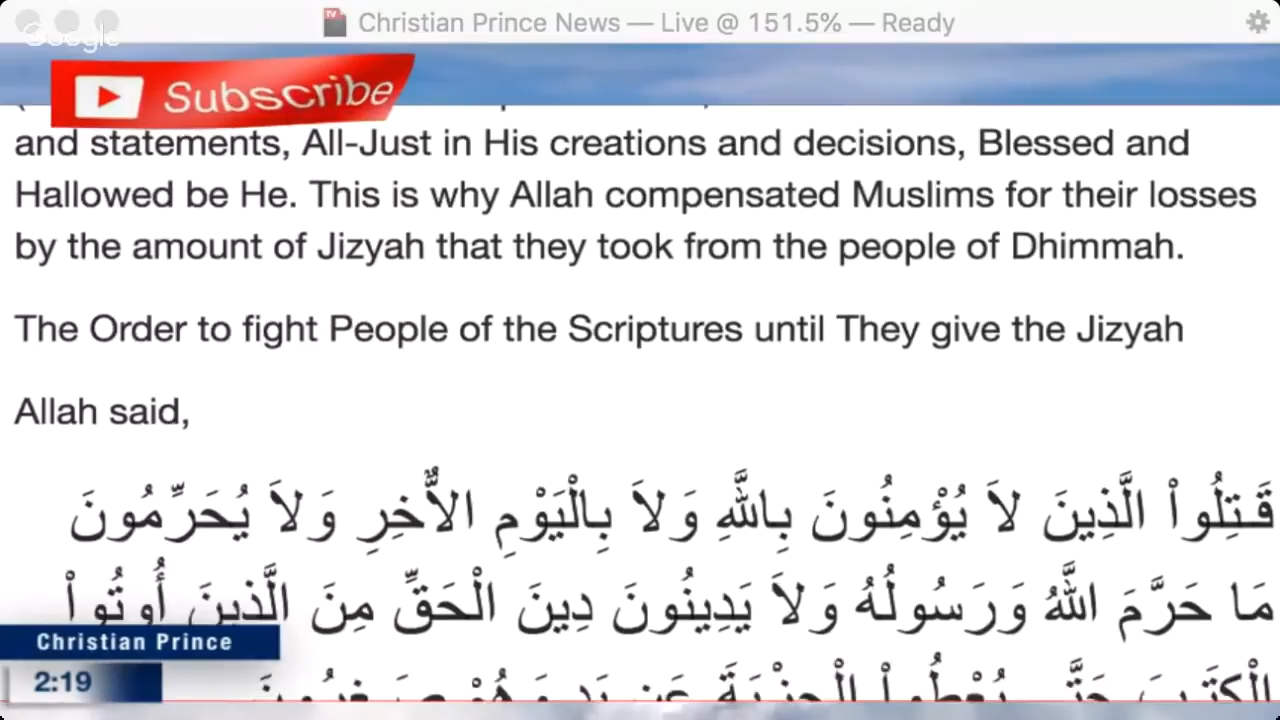 Christian Prince News — Live @ 151.5% — Ready
Google
Subscribe
and statements, All-Just in His creations and decisions, Blessed and
Hallowed be He. This is why Allah compensated Muslims for their losses
by the amount of Jizyah that they took from the people of Dhimmah.
The Order to fight People of the Scriptures until They give the Jizyah
Allah said,
قَـتِلُواْ الَّذِينَ لاَ يُؤْمِنُونَ بِاللَّهِ وَلاَ بِالْيَوْمِ الاٌّخِرِ وَلاَ يُحَرِّمُونَ
مَا حَرَّمَ اللَّهُ وَرَسُولُهُ وَلاَ يَدِينُونَ دِينَ الْحَقِّ مِنَ الَّذِينَ أُوتُواْ
Christian Prince
2:19